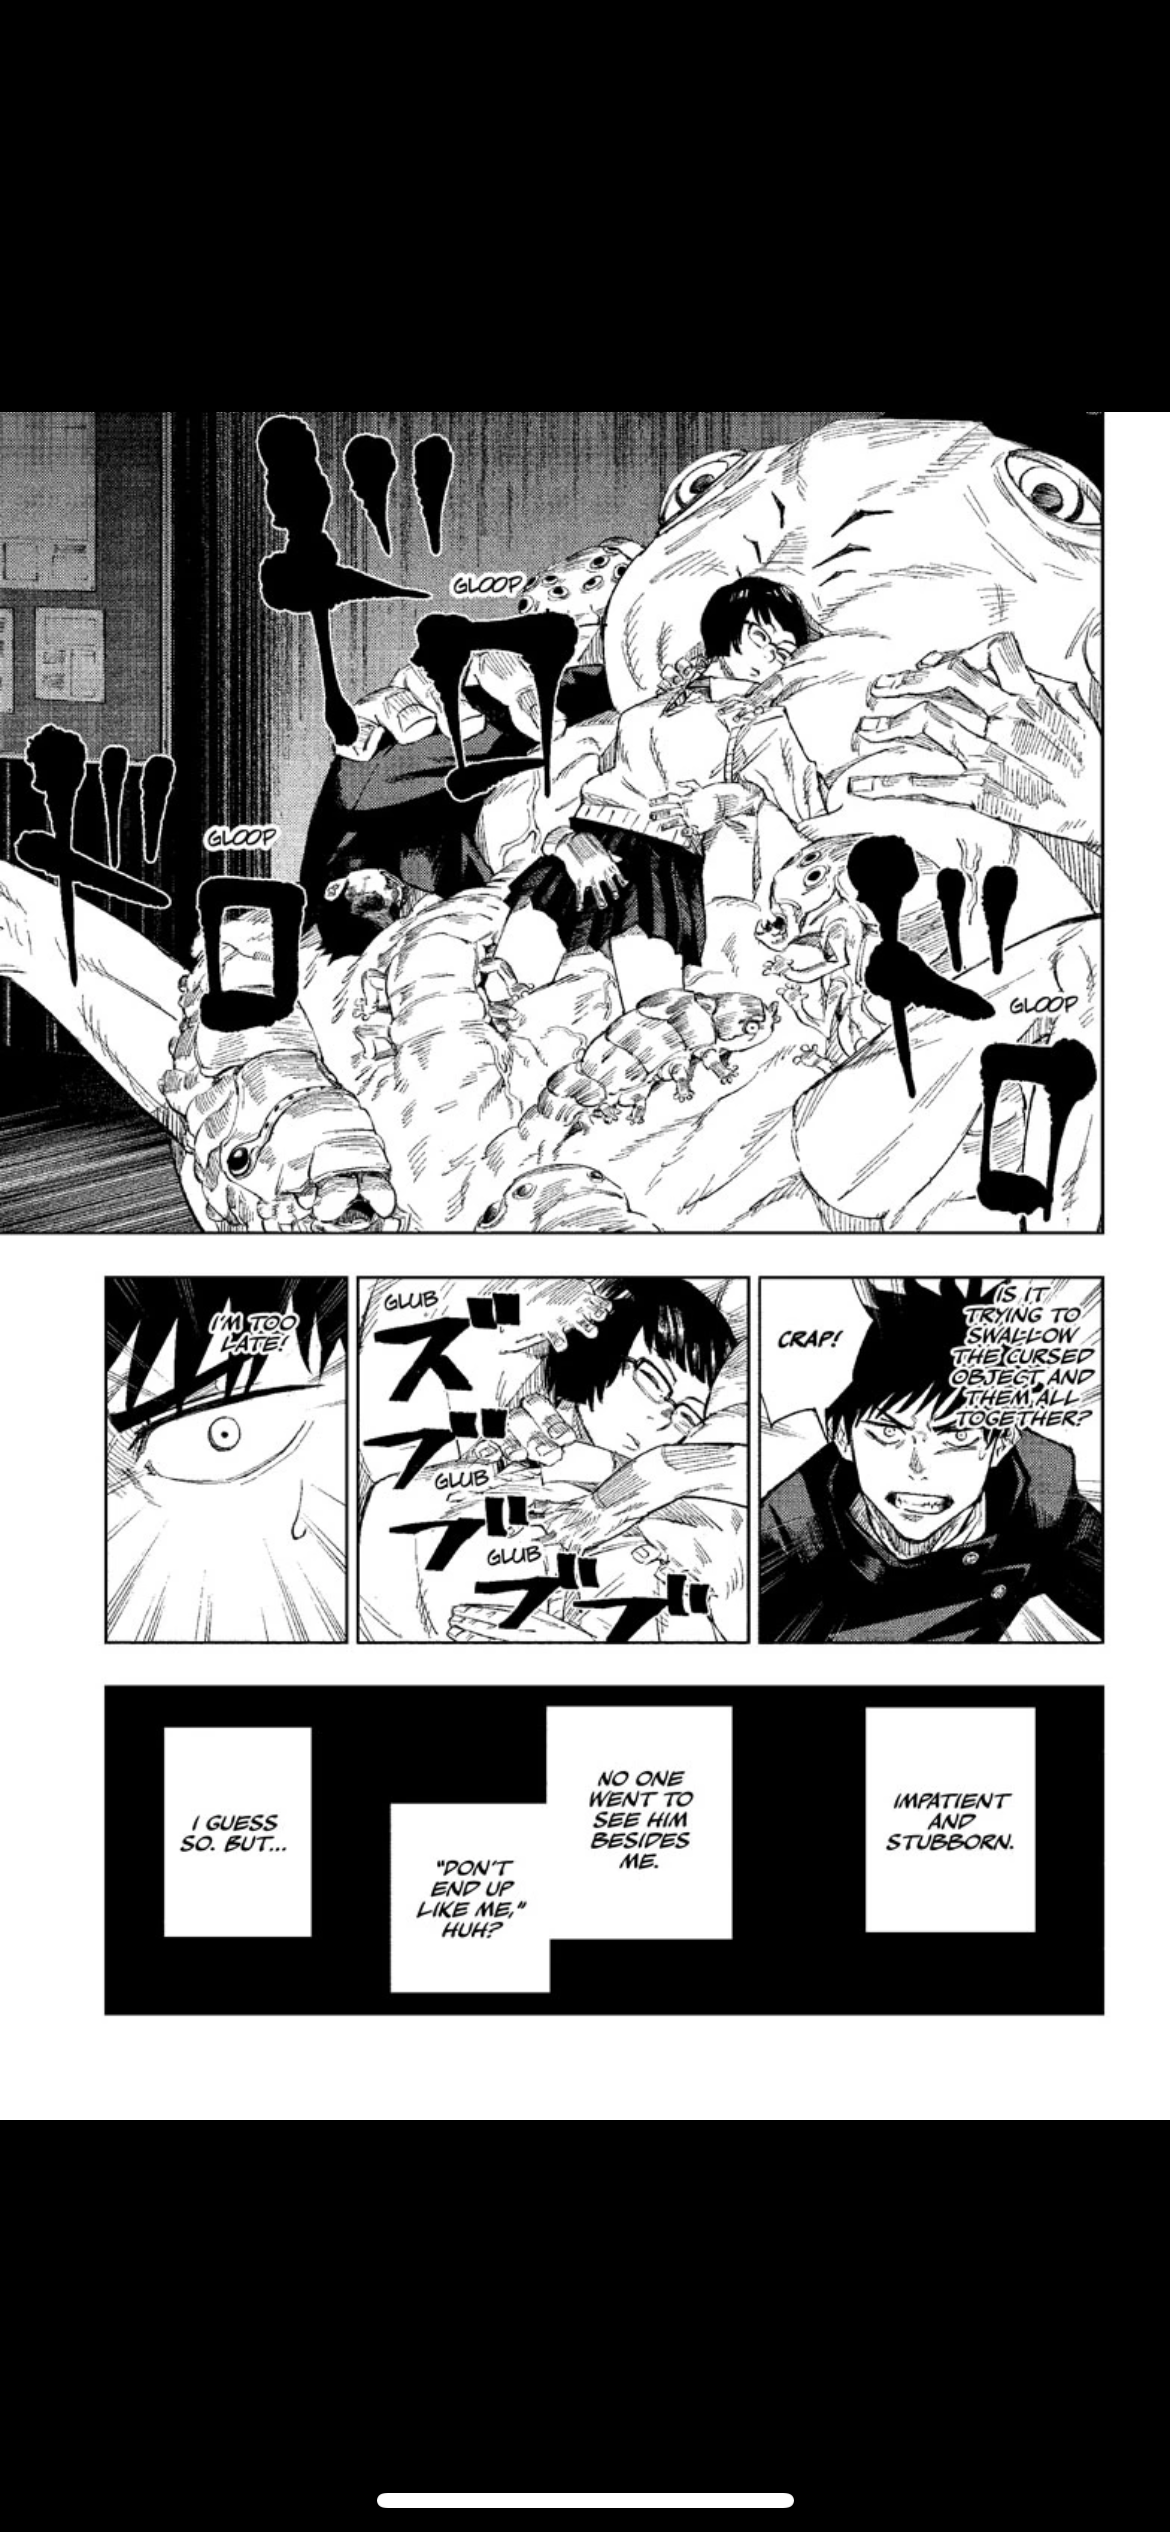 ドロ
GLOOP
ドロ
GLOOP
ドロ
GLOOP
IS IT
TRYING TO
SWALLOW
THE CURSED
OBJECT AND
THEM ALL
TOGETHER?
CRAP!
GLUB
ズブブブブ
GLUB
GLUB
I'M TOO
LATE!
IMPATIENT
AND
STUBBORN.
NO ONE
WENT TO
SEE HIM
BESIDES
ME.
"DON'T
END UP
LIKE ME,"
HUH?
I GUESS
SO. BUT...